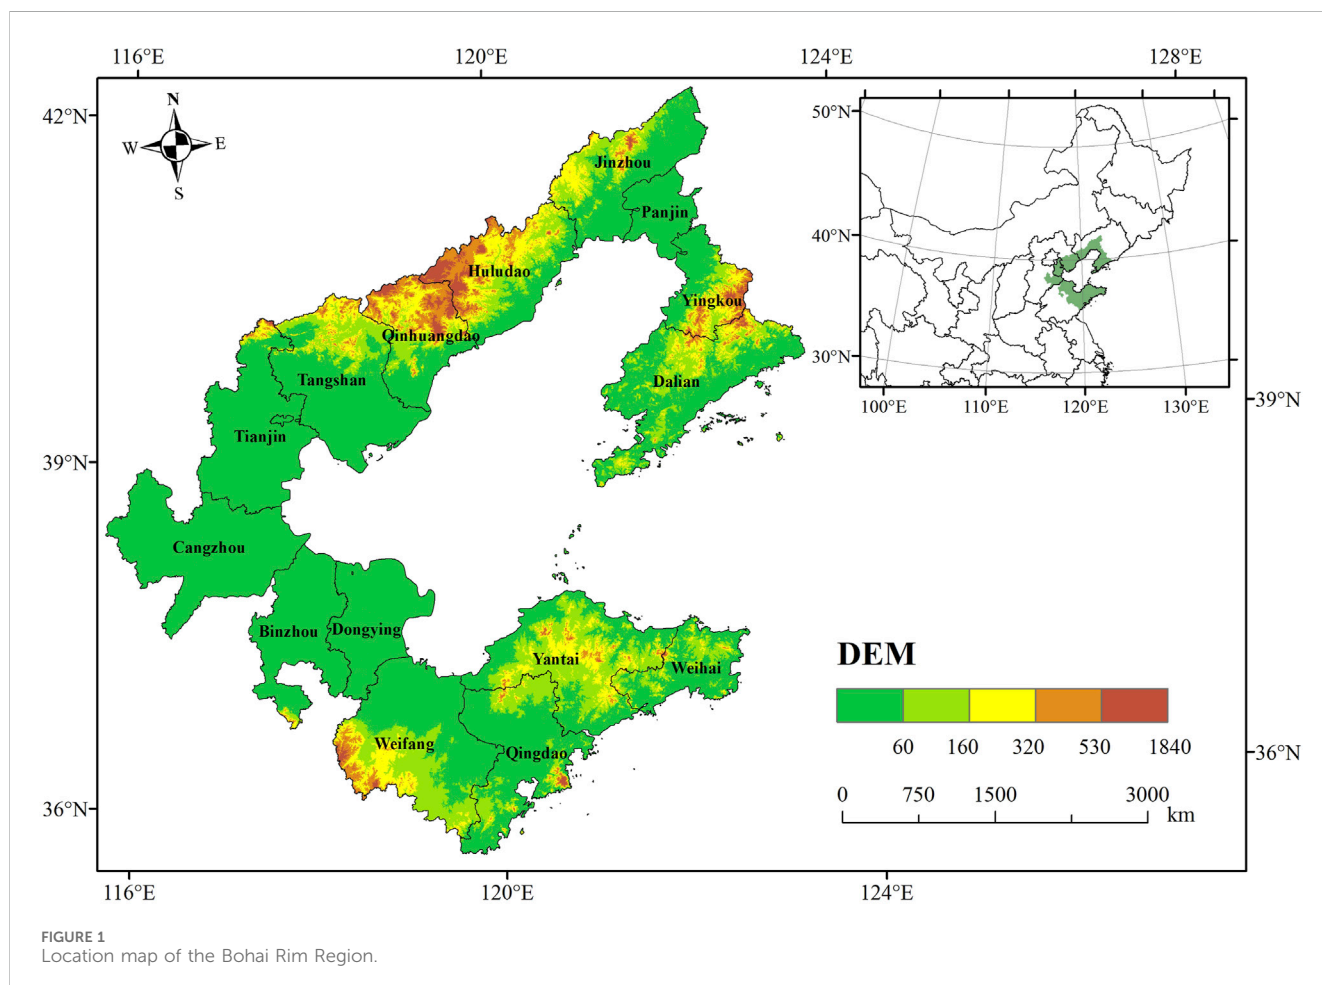 116°E 120°E 124°E 128°E
42°N
N
W E
S
50°N
40°N
30°N
100°E 110°E 120°E 130°E
Jinzhou
Panjin
Huludao
Yingkou
Qinhuangdao
Tangshan
Dalian
39°N
Tianjin
39°N
Cangzhou
Binzhou Dongying
Yantai
Weihai
Weifang
Qingdao
DEM
60 160 320 530 1840
36°N
0 750 1500 3000
km
36°N
116°E 120°E 124°E
FIGURE 1
Location map of the Bohai Rim Region.